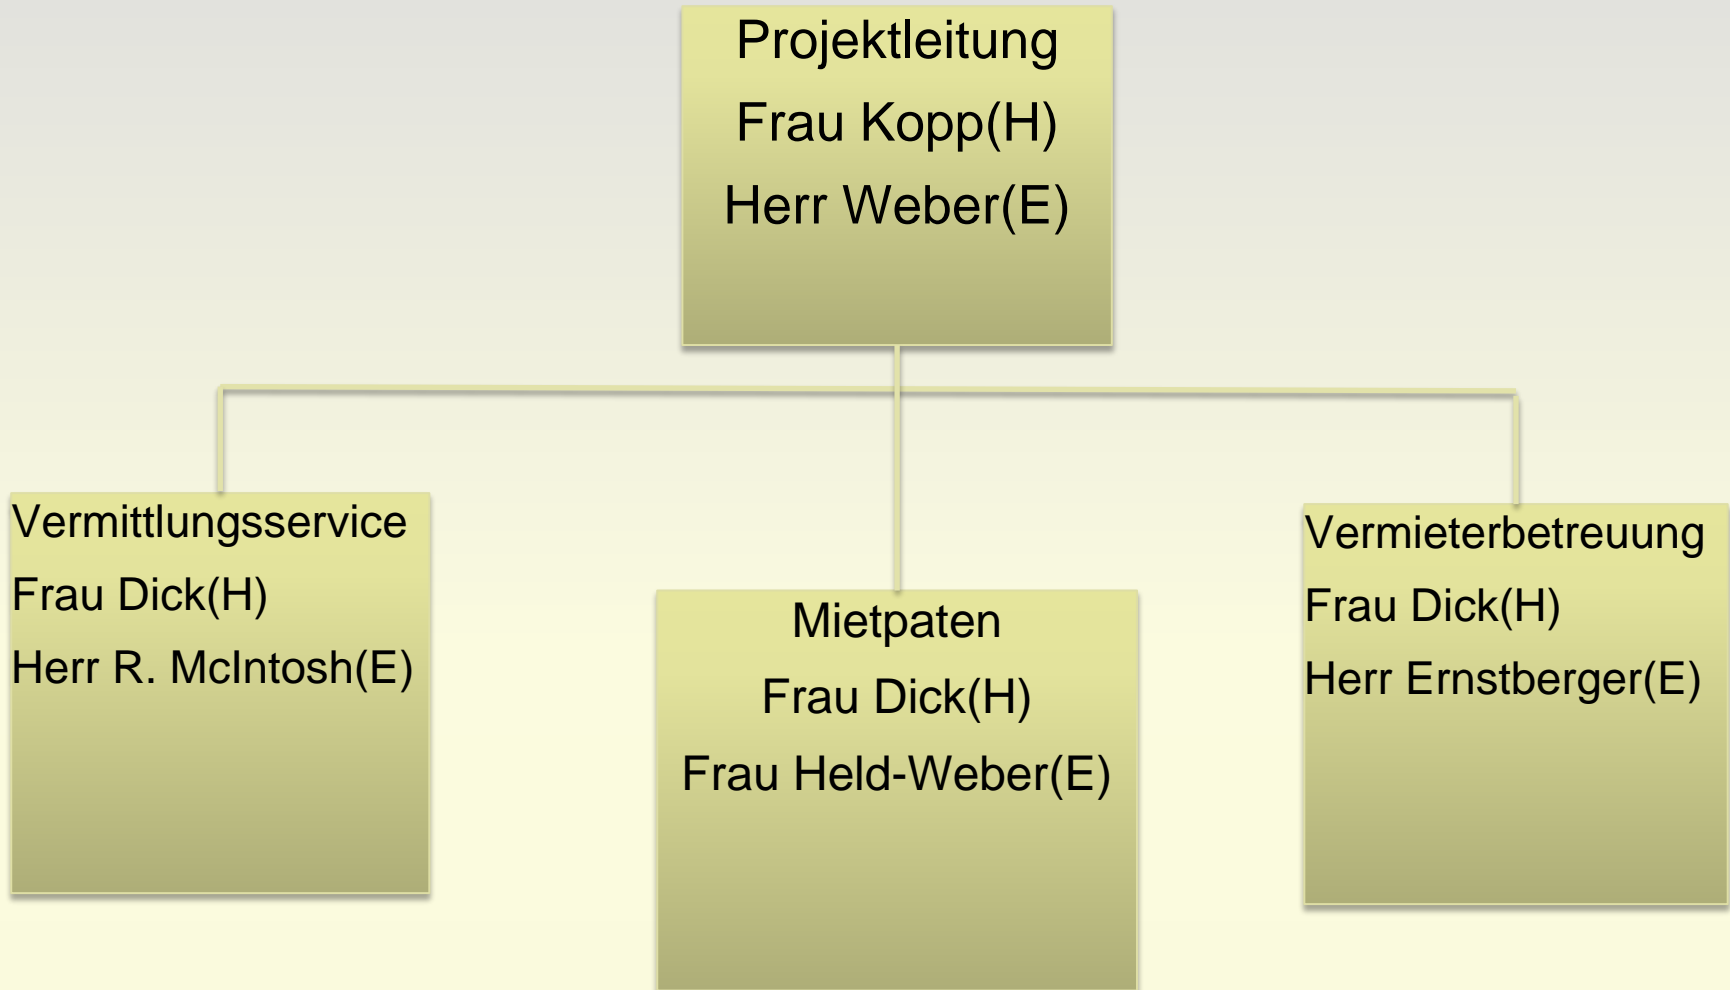 Projektleitung
Frau Kopp(H)
Herr Weber(E)
Vermittlungsservice
Frau Dick(H)
Herr R. McIntosh(E)
Mietpaten
Frau Dick(H)
Frau Held-Weber(E)
Vermieterbetreuung
Frau Dick(H)
Herr Ernstberger(E)